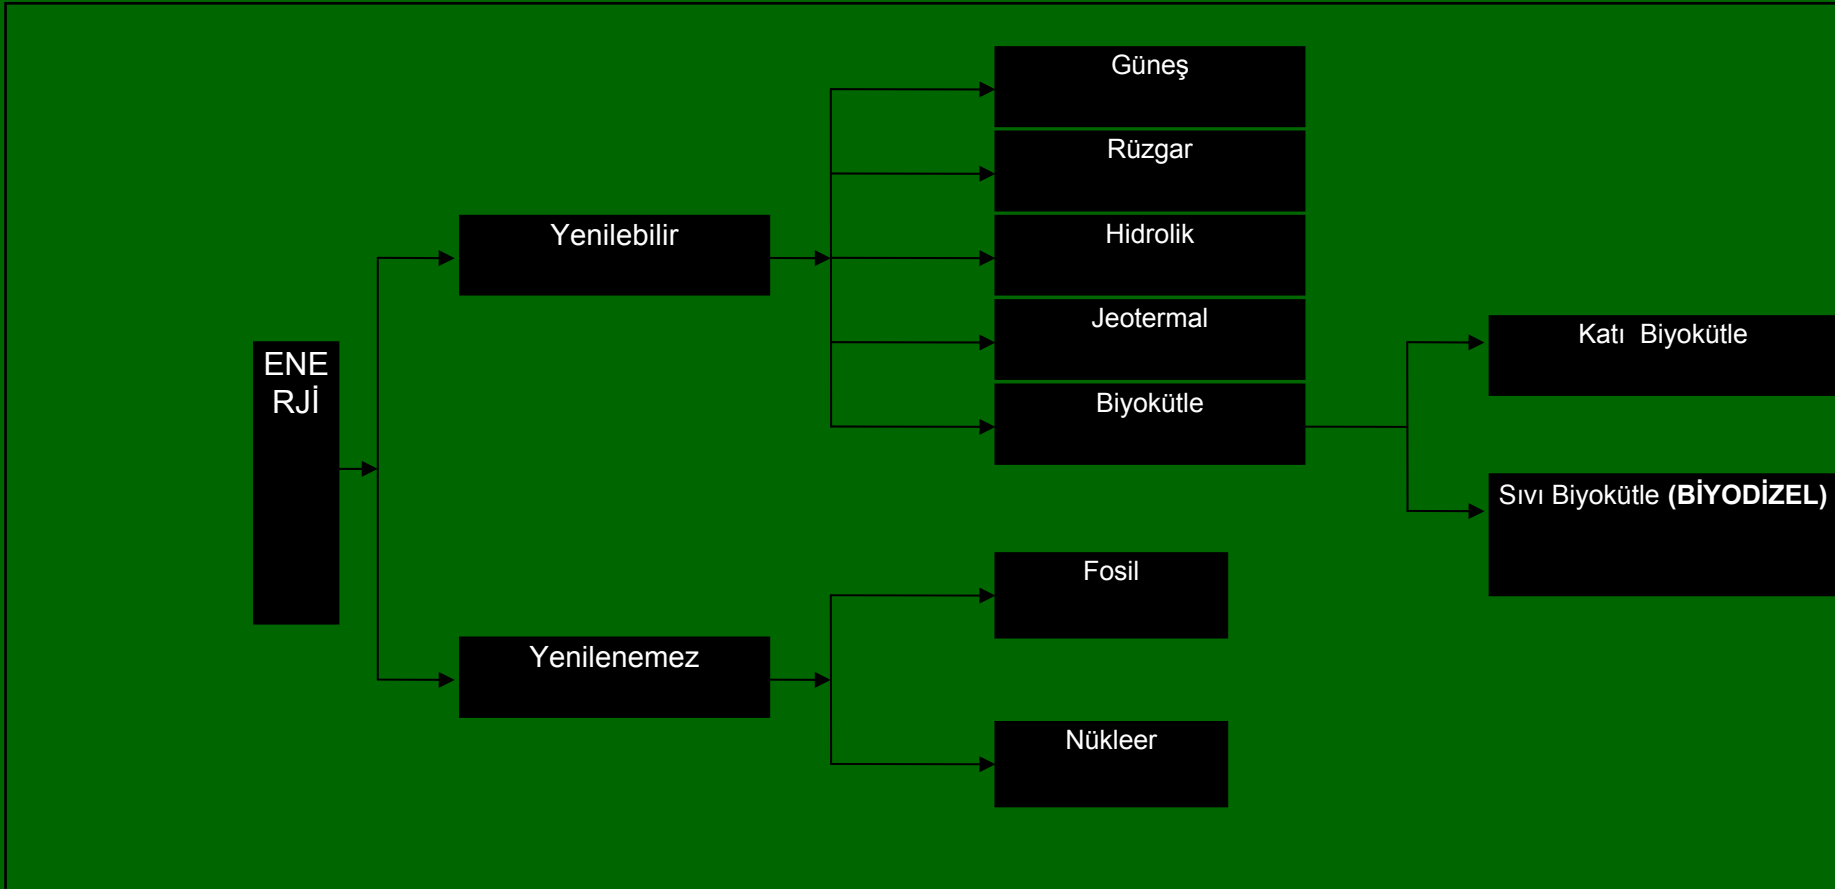 Güneş
Rüzgar
Yenilebilir
Hidrolik
Jeotermal
Katı  Biyokütle
ENE
RJİ
Biyokütle
Sıvı Biyokütle (BİYODİZEL)
Fosil
Yenilenemez
Nükleer